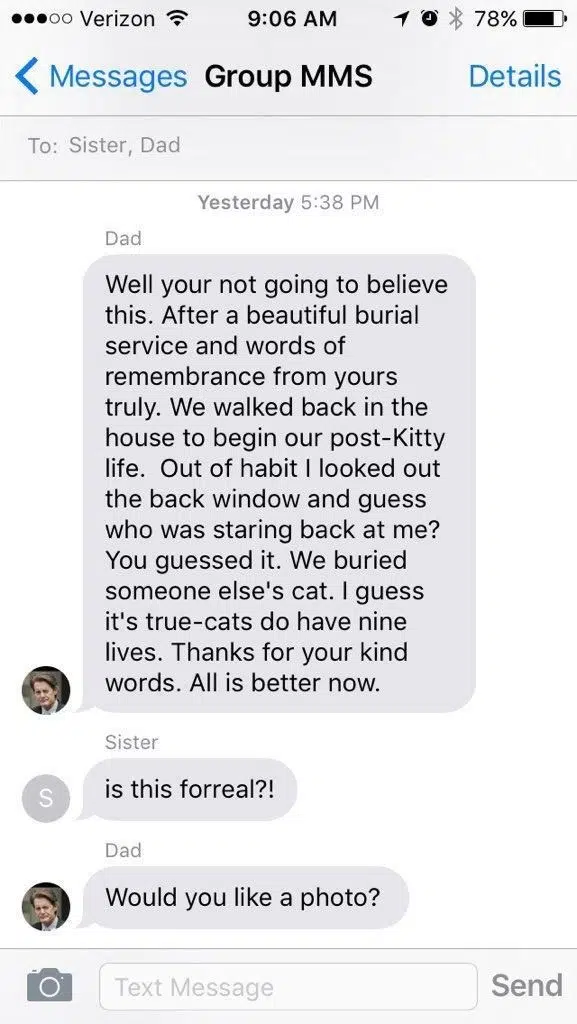 Verizon 9:06 AM 78%
Messages Group MMS Details
To: Sister, Dad
Yesterday 5:38 PM
Dad
Well your not going to believe
this. After a beautiful burial
service and words of
remembrance from yours
truly. We walked back in the
house to begin our post-Kitty
life.  Out of habit I looked out
the back window and guess
who was staring back at me?
You guessed it. We buried
someone else's cat. I guess
it's true-cats do have nine
lives. Thanks for your kind
words. All is better now.
Sister
S
is this forreal?!
Dad
Would you like a photo?
Text Message Send